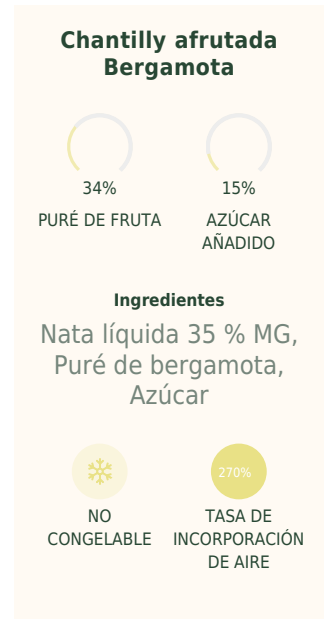 Chantilly afrutada
Bergamota
34%
PURÉ DE FRUTA
15%
AZÚCAR
AÑADIDO
Ingredientes
Nata líquida 35 % MG,
Puré de bergamota,
Azúcar
NO
CONGELABLE
270%
TASA DE
INCORPORACIÓN
DE AIRE